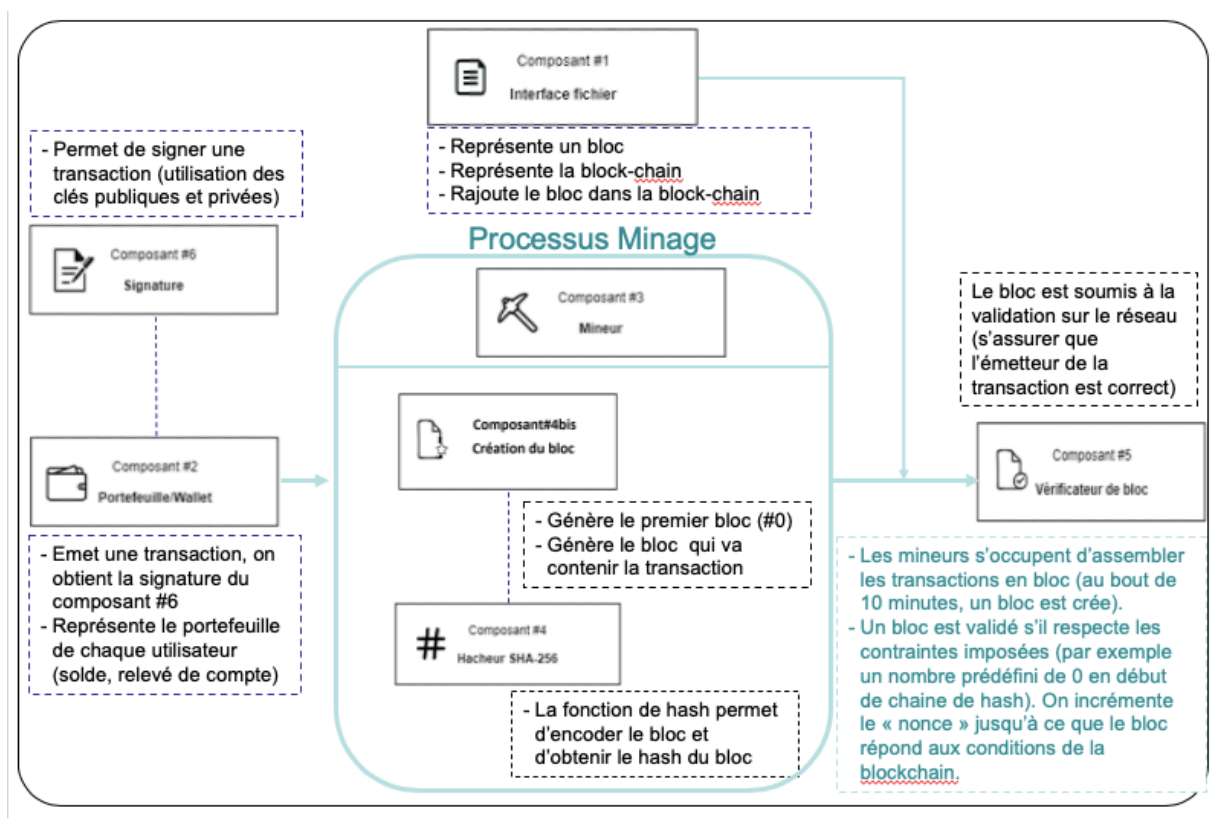 Composant #1
Interface fichier
- Représente un bloc
- Représente la block-chain
- Rajoute le bloc dans la block-chain
- Permet de signer une
transaction (utilisation des
clés publiques et privées)
Composant #6
Signature
Processus Minage
Composant #3
Mineur
Le bloc est soumis à la
validation sur le réseau
(s'assurer que
l'émetteur de la
transaction est correct)
Composant#4bis
Création du bloc
Composant #2
Portefeuille/Wallet
Composant #5
Vérificateur de bloc
- Génère le premier bloc (#0)
- Génère le bloc qui va
contenir la transaction
- Emet une transaction, on
obtient la signature du
composant #6
- Représente le portefeuille
de chaque utilisateur
(solde, relevé de compte)
Composant #4
Hacheur SHA-256
- La fonction de hash permet
d'encoder le bloc et
d'obtenir le hash du bloc
- Les mineurs s'occupent d'assembler
les transactions en bloc (au bout de
10 minutes, un bloc est crée).
- Un bloc est validé s'il respecte les
contraintes imposées (par exemple
un nombre prédéfini de 0 en début
de chaine de hash). On incrémente
le « nonce » jusqu'à ce que le bloc
répond aux conditions de la
blockchain.